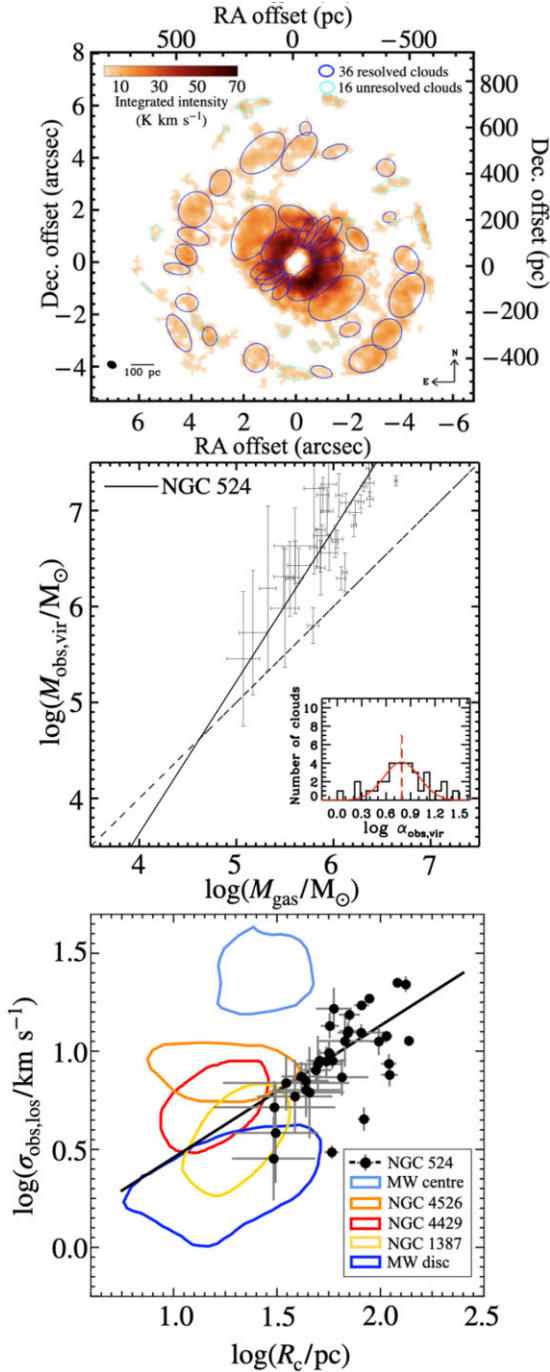 RA offset (pc)
500 0 −500
10 30 50 70
Integrated intensity
(K km s⁻¹)
36 resolved clouds
16 unresolved clouds
Dec. offset (arcsec)
8
6
4
2
0
−2
−4
800
600
400
200
0
−200
−400
Dec. offset (pc)
100 pc
N
E
6 4 2 0 −2 −4 −6
RA offset (arcsec)
NGC 524
log(M_obs,vir/M☉)
7
6
5
4
Number of clouds
10
8
6
4
2
0
0.0 0.3 0.6 0.9 1.2 1.5
log α_obs,vir
4 5 6 7
log(M_gas/M☉)
log(σ_obs,los/km s⁻¹)
1.5
1.0
0.5
0.0
NGC 524
MW centre
NGC 4526
NGC 4429
NGC 1387
MW disc
1.0 1.5 2.0 2.5
log(R_c/pc)